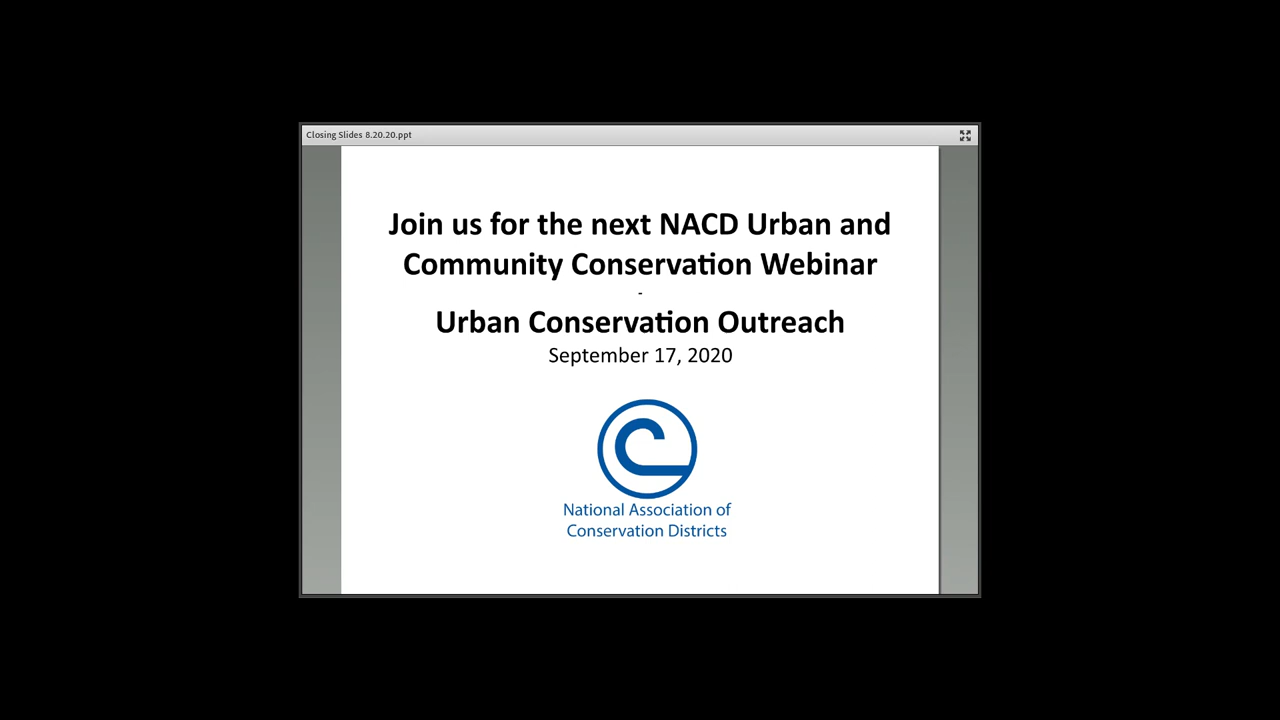 Closing Slides 8.20.20.ppt
Join us for the next NACD Urban and
Community Conservation Webinar
-
Urban Conservation Outreach
September 17, 2020
National Association of
Conservation Districts